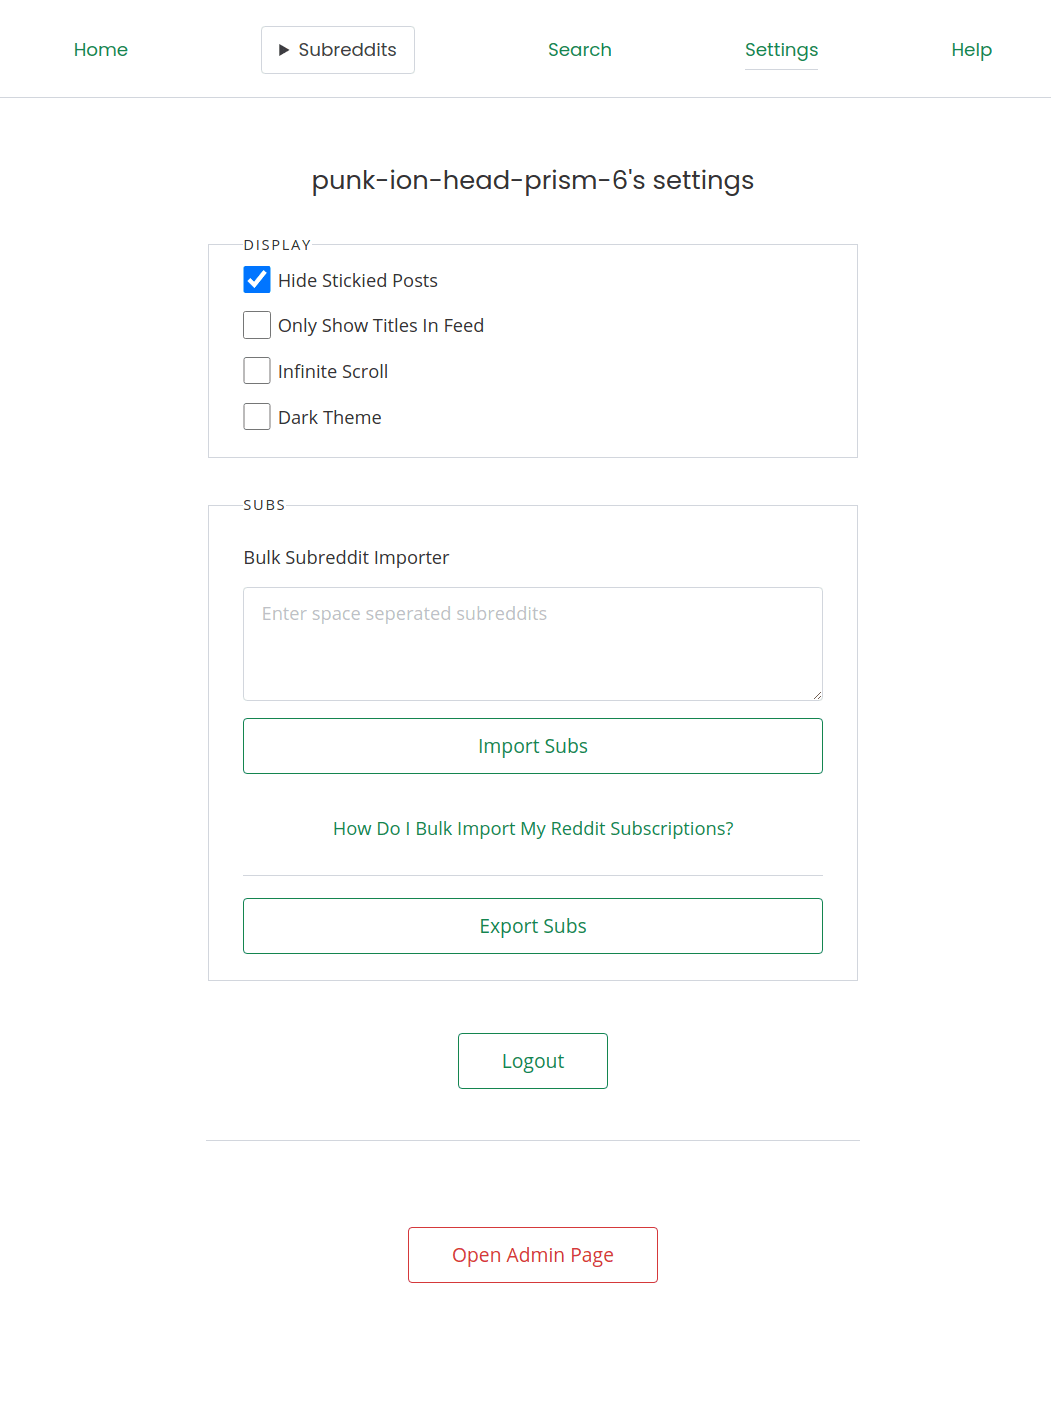 Home
Subreddits
Search
Settings
Help
punk-ion-head-prism-6's settings
DISPLAY
Hide Stickied Posts
Only Show Titles In Feed
Infinite Scroll
Dark Theme
SUBS
Bulk Subreddit Importer
Enter space seperated subreddits
Import Subs
How Do I Bulk Import My Reddit Subscriptions?
Export Subs
Logout
Open Admin Page